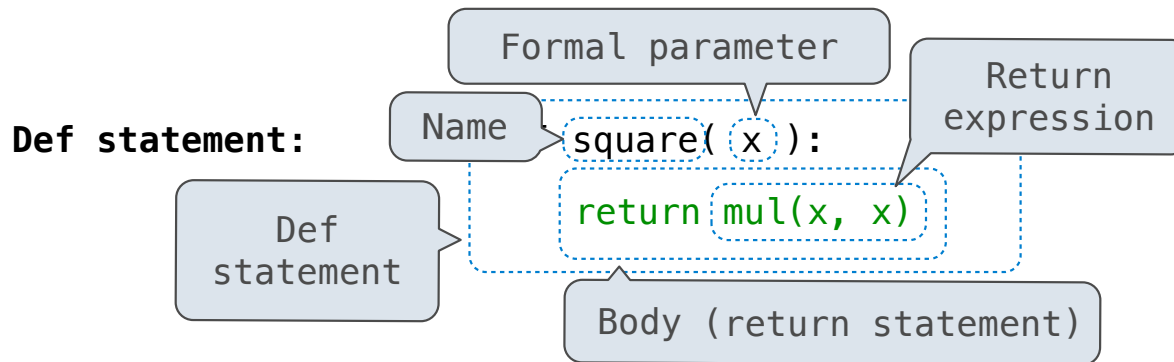 Formal parameter
Return
expression
Name
Def statement:
square( x ):
return mul(x, x)
Def
statement
Body (return statement)